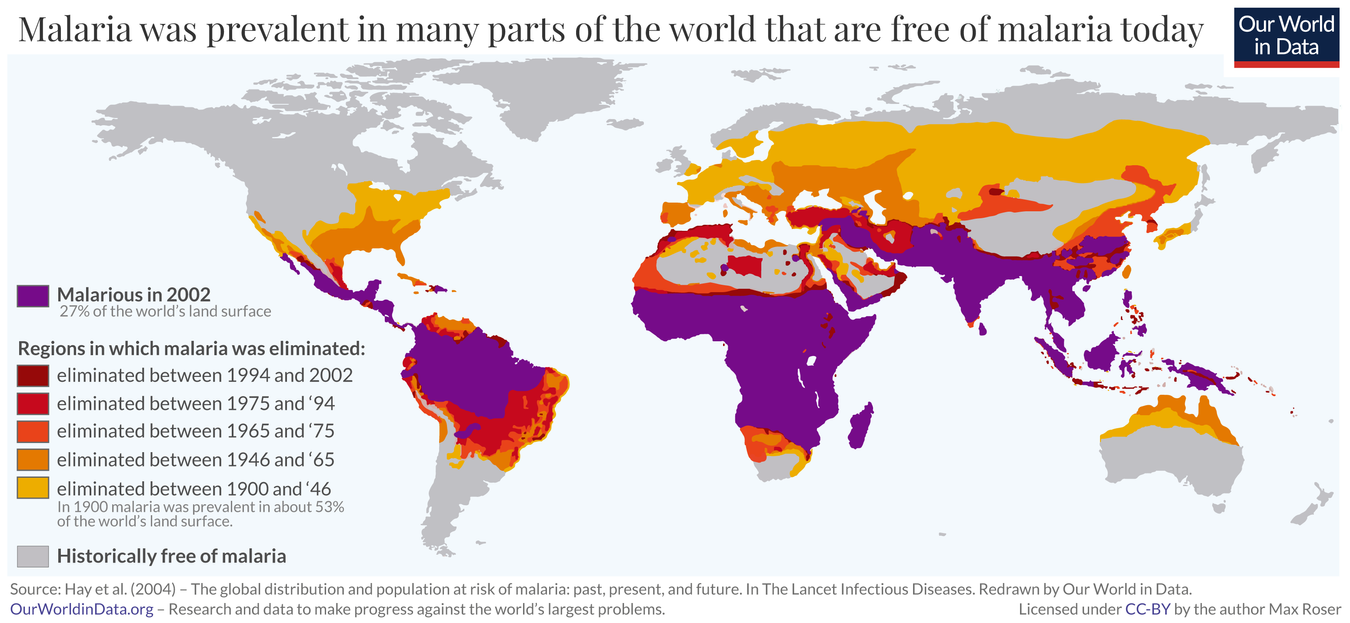 Malaria was prevalent in many parts of the world that are free of malaria today
Our World
in Data
Malarious in 2002
27% of the world's land surface
Regions in which malaria was eliminated:
eliminated between 1994 and 2002
eliminated between 1975 and ‘94
eliminated between 1965 and ‘75
eliminated between 1946 and ‘65
eliminated between 1900 and ‘46
In 1900 malaria was prevalent in about 53%
of the world's land surface.
Historically free of malaria
Source: Hay et al. (2004) – The global distribution and population at risk of malaria: past, present, and future. In The Lancet Infectious Diseases. Redrawn by Our World in Data.
OurWorldinData.org – Research and data to make progress against the world's largest problems.
Licensed under CC-BY by the author Max Roser